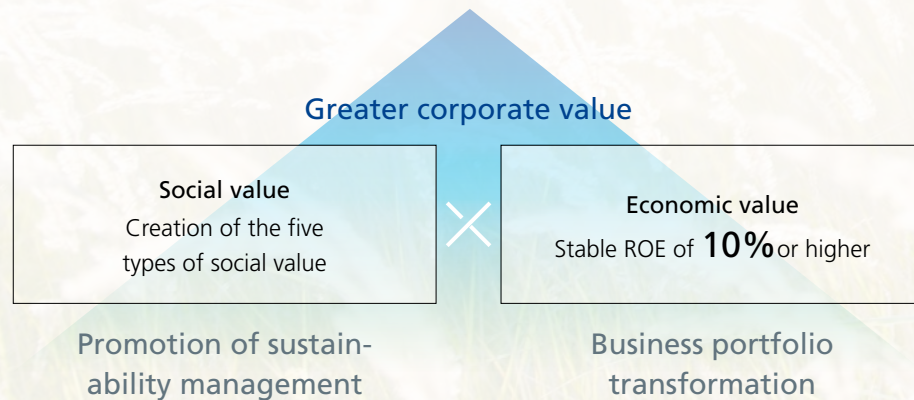 Greater corporate value
Social value
Creation of the five
types of social value
Economic value
Stable ROE of 10% or higher
Promotion of sustain-
ability management
Business portfolio
transformation